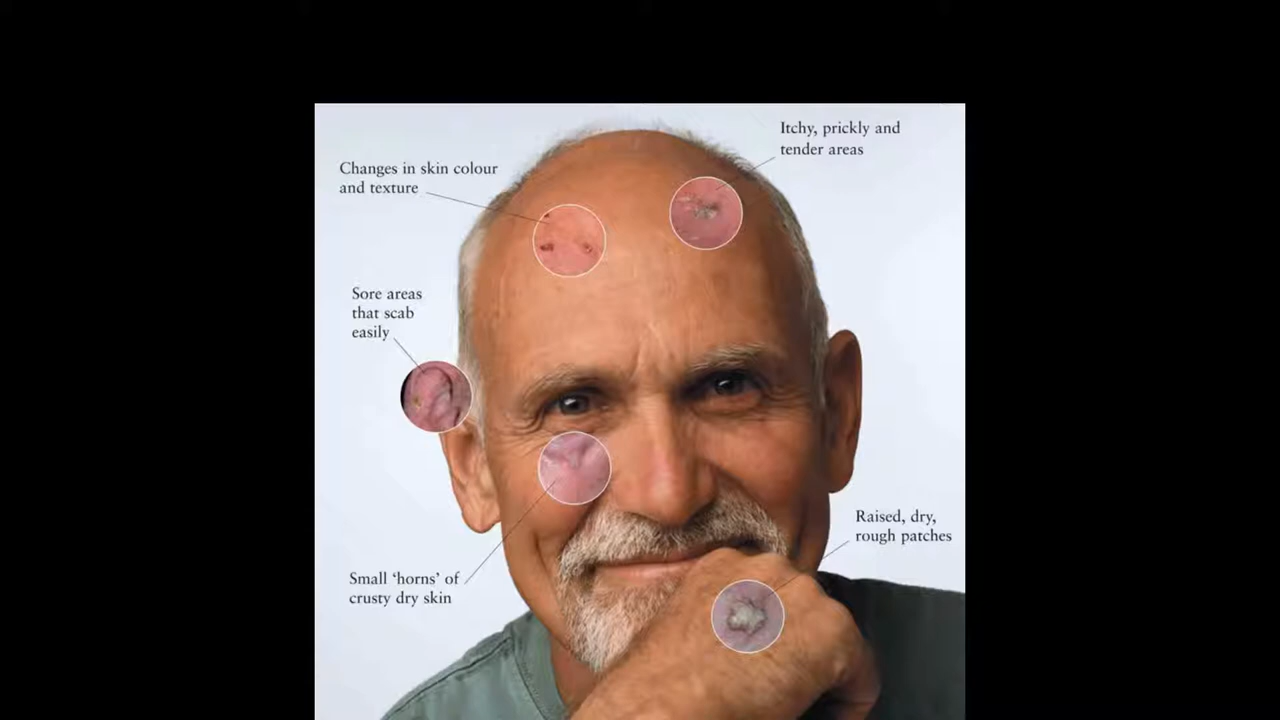 Itchy, prickly and
tender areas
Changes in skin colour
and texture
Sore areas
that scab
easily
Raised, dry,
rough patches
Small ‘horns’ of
crusty dry skin